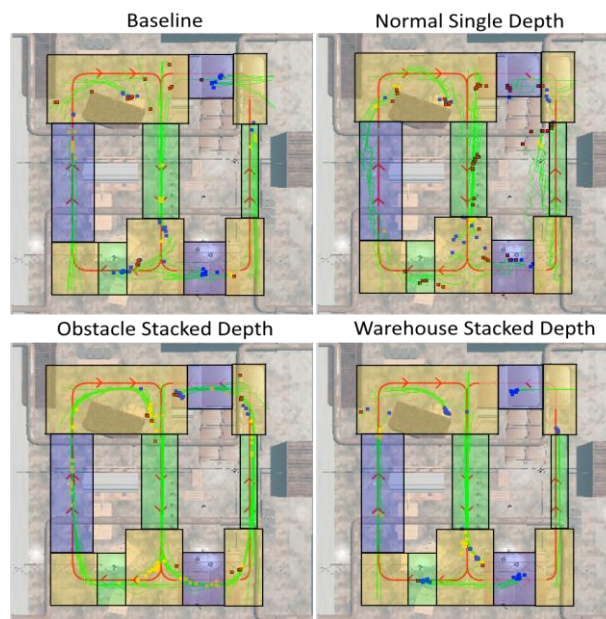 Baseline
Normal Single Depth
Obstacle Stacked Depth
Warehouse Stacked Depth